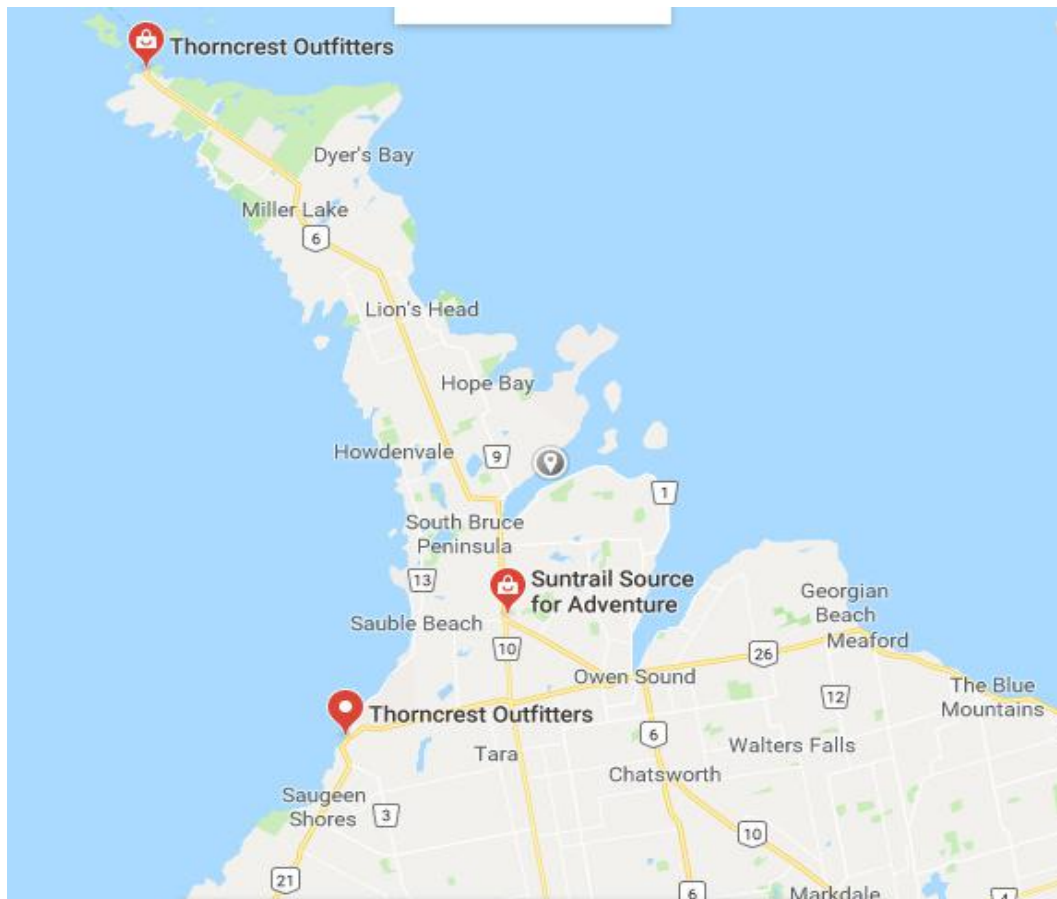 Thorncrest Outfitters
Dyer's Bay
Miller Lake
6
Lion's Head
Hope Bay
Howdenvale
9
1
South Bruce
Peninsula
13
Suntrail Source
for Adventure
Georgian
Beach
Sauble Beach
Meaford
10
26
Owen Sound
The Blue
Mountains
12
Thorncrest Outfitters
6
Walters Falls
Tara
Chatsworth
Saugeen
Shores
3
10
21
6
Markdale
4